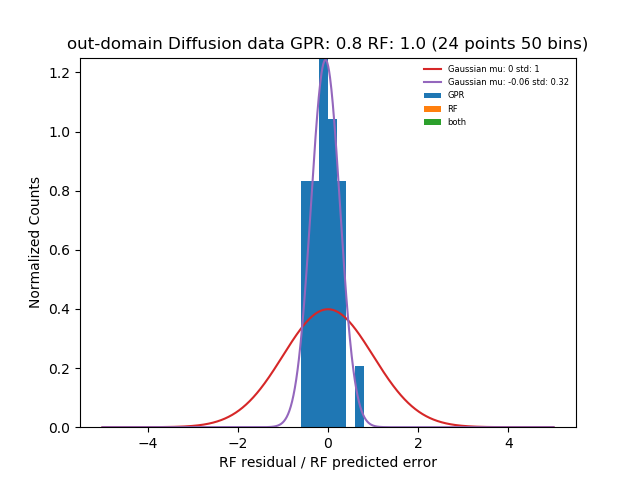 out-domain Diffusion data GPR: 0.8 RF: 1.0 (24 points 50 bins)
Gaussian mu: 0 std: 1
Gaussian mu: -0.06 std: 0.32
GPR
RF
both
Normalized Counts
1.2
1.0
0.8
0.6
0.4
0.2
0.0
−4 −2 0 2 4
RF residual / RF predicted error